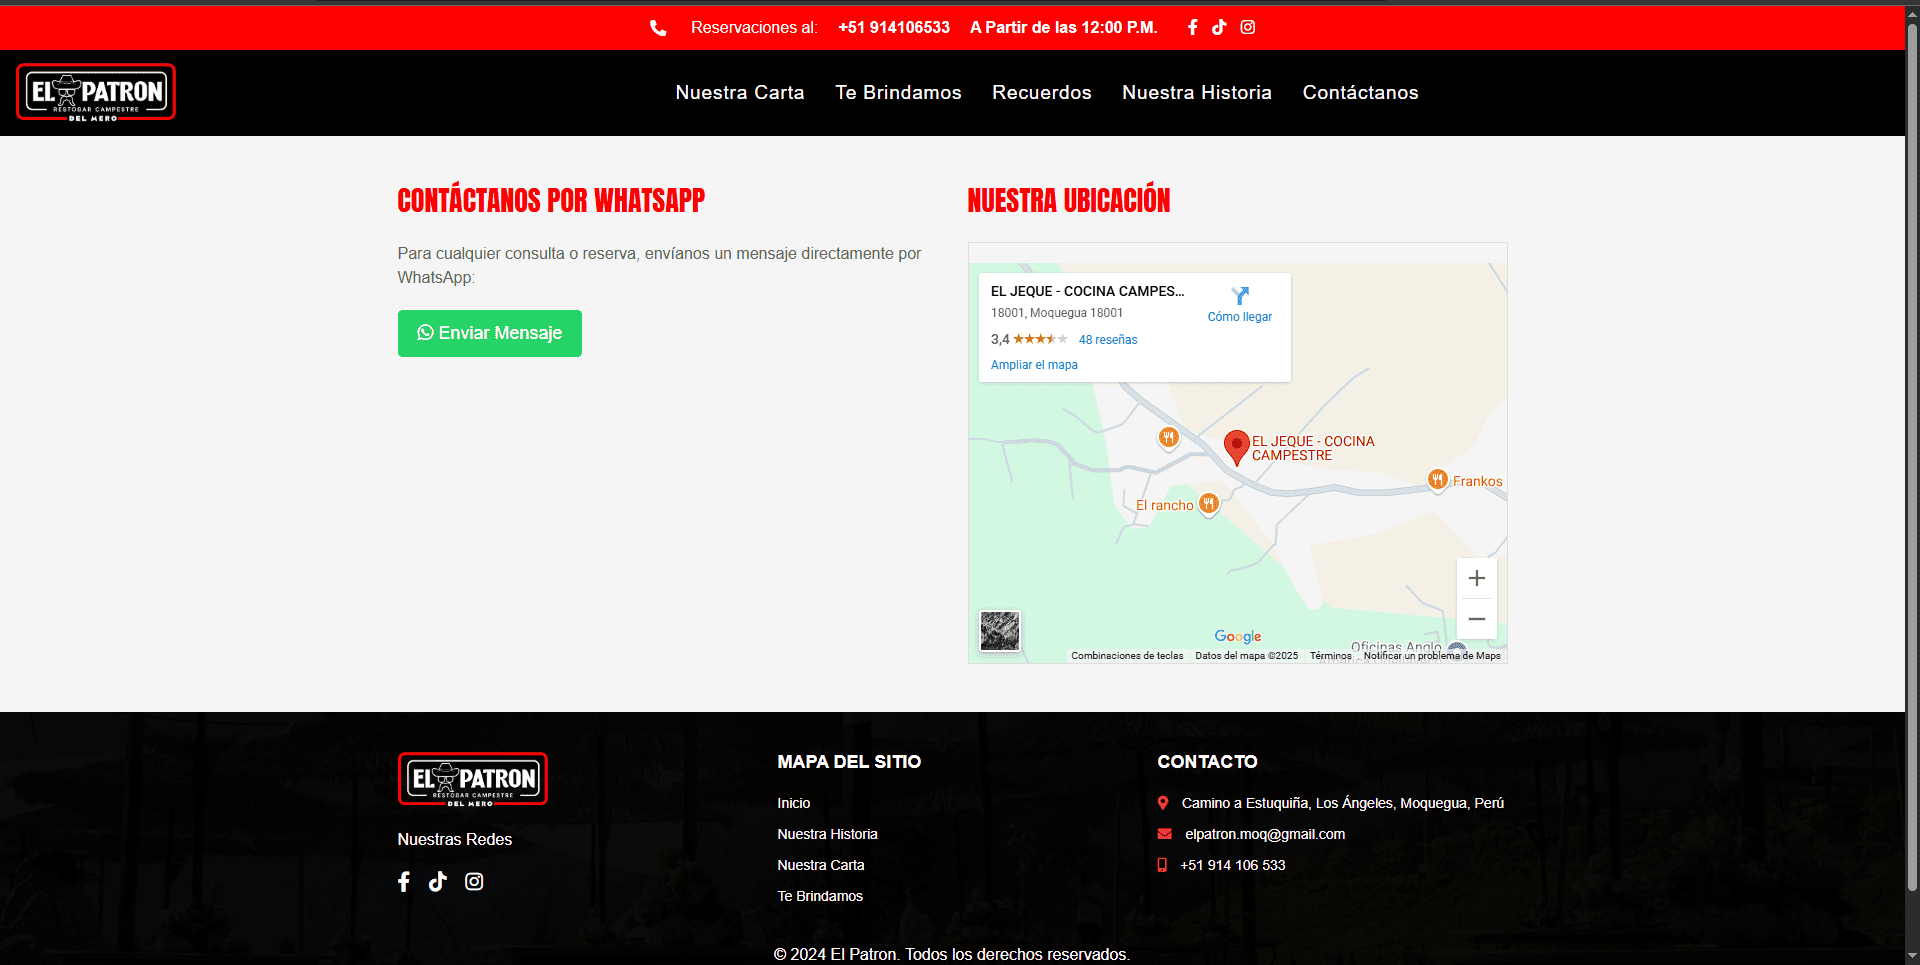 Reservaciones al: +51 914106533 A Partir de las 12:00 P.M.
EL PATRON
RESTOBAR CAMPESTRE
DEL MERO
Nuestra Carta Te Brindamos Recuerdos Nuestra Historia Contáctanos
CONTÁCTANOS POR WHATSAPP
Para cualquier consulta o reserva, envíanos un mensaje directamente por
WhatsApp:
Enviar Mensaje
NUESTRA UBICACIÓN
EL JEQUE - COCINA CAMPES...
18001, Moquegua 18001
3,4 48 reseñas
Ampliar el mapa
Cómo llegar
EL JEQUE - COCINA
CAMPESTRE
Frankos
El rancho
Oficinas Anglo
Google
Combinaciones de teclas Datos del mapa ©2025 Términos Notificar un problema de Maps
EL PATRON
RESTOBAR CAMPESTRE
DEL MERO
Nuestras Redes
MAPA DEL SITIO
Inicio
Nuestra Historia
Nuestra Carta
Te Brindamos
CONTACTO
Camino a Estuquiña, Los Ángeles, Moquegua, Perú
elpatron.moq@gmail.com
+51 914 106 533
© 2024 El Patron. Todos los derechos reservados.